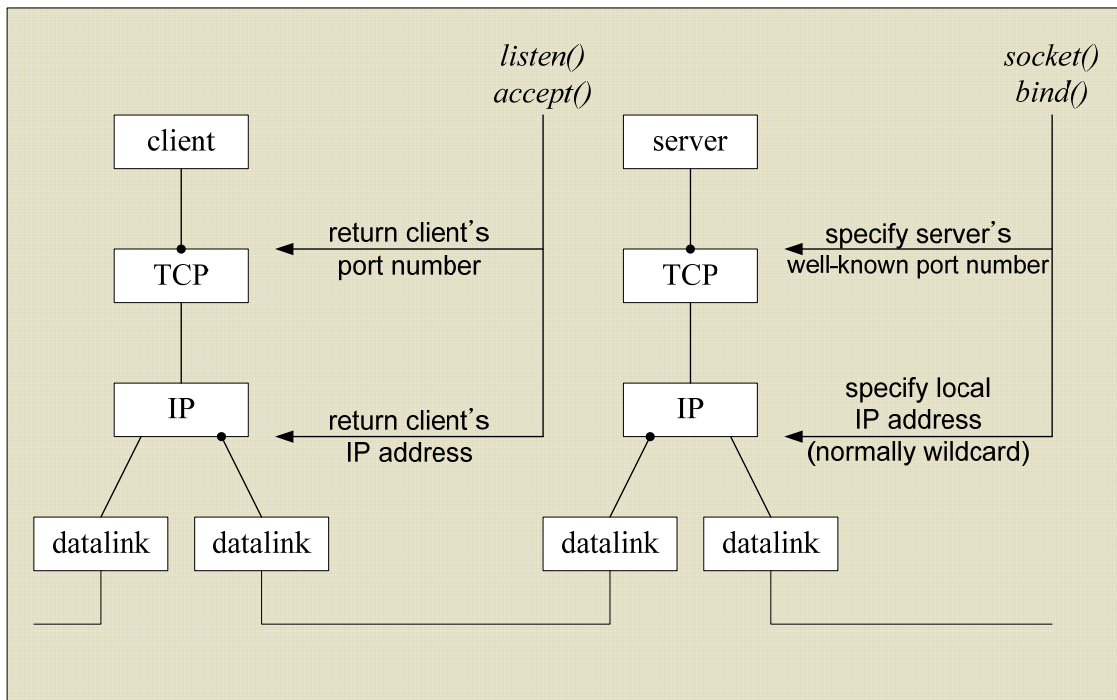 listen()
accept()
socket()
bind()
client
server
return client's
port number
specify server's
well-known port number
TCP
TCP
IP
return client's
IP address
IP
specify local
IP address
(normally wildcard)
datalink
datalink
datalink
datalink